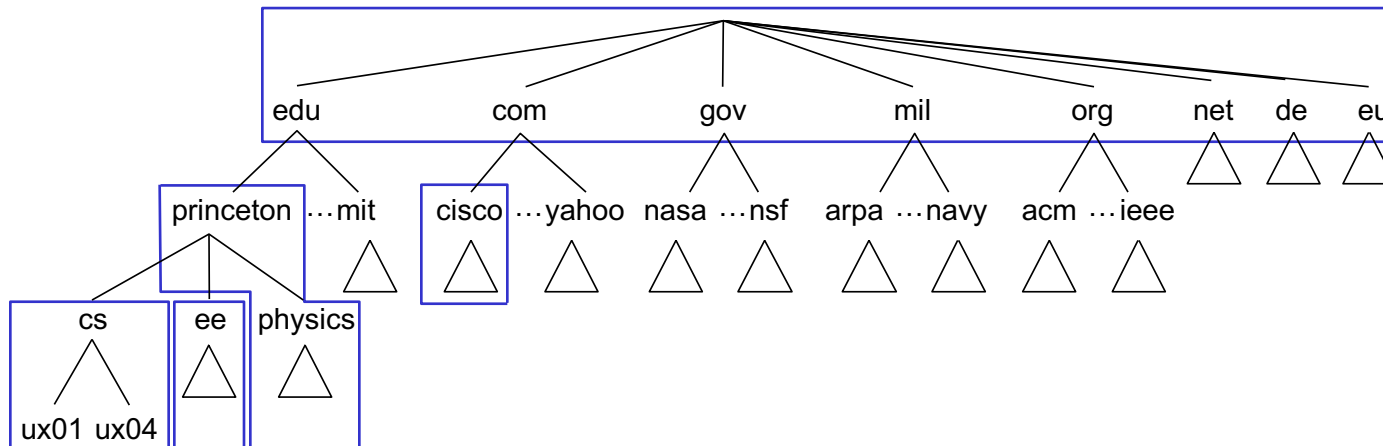 edu com gov mil org net de eu
princeton …mit cisco …yahoo nasa …nsf arpa …navy acm …ieee
cs ee physics
ux01 ux04